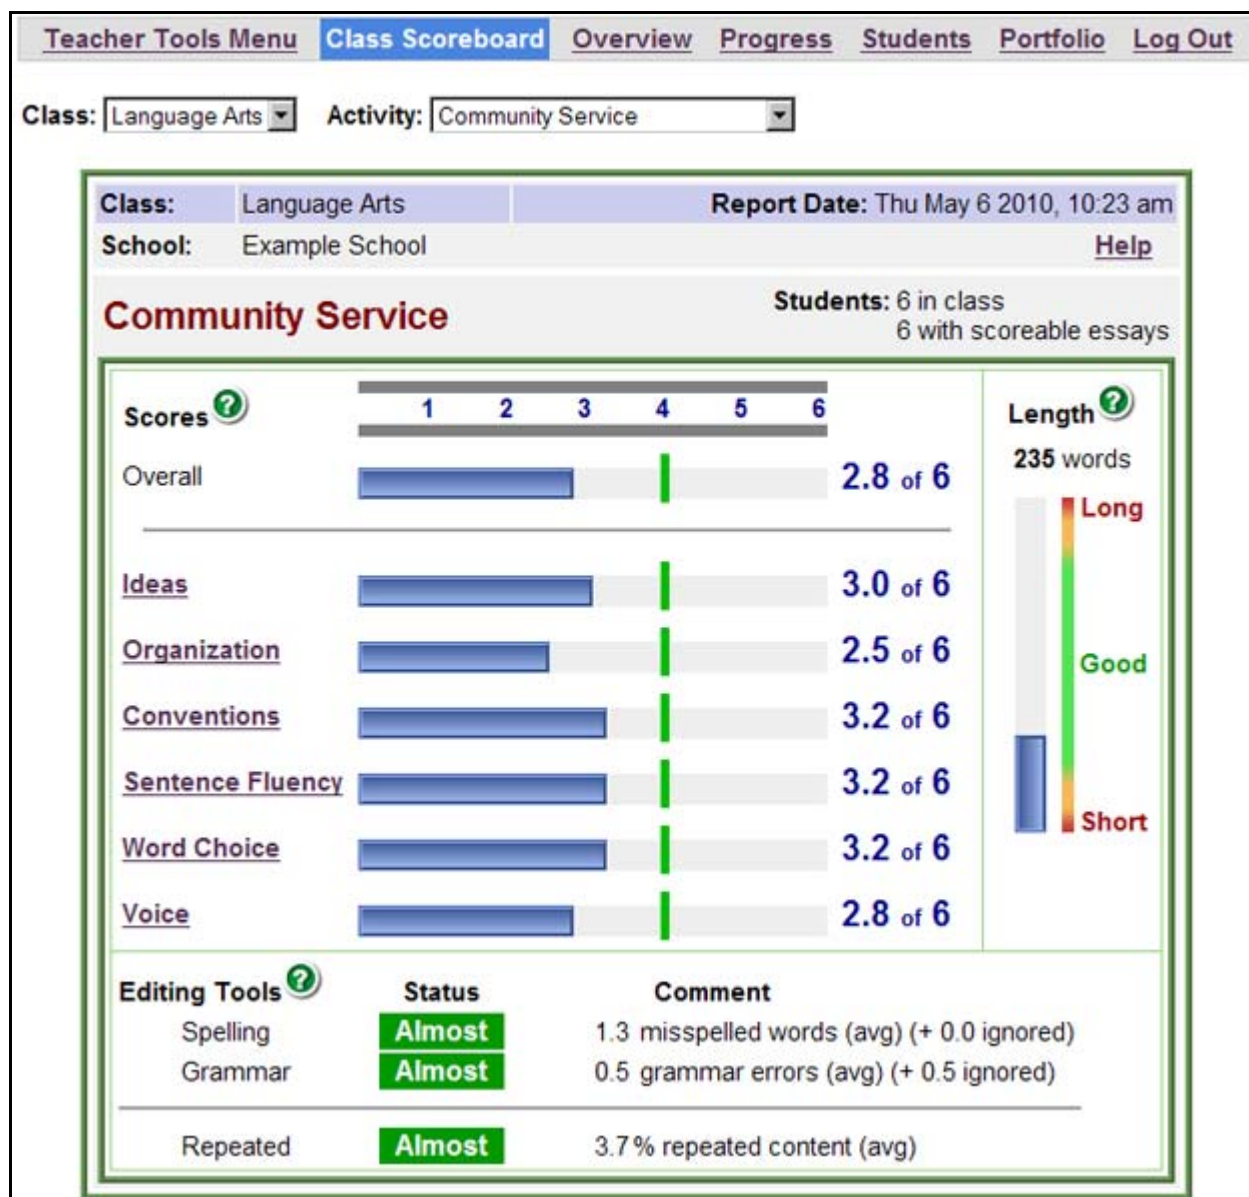 Teacher Tools Menu Class Scoreboard Overview Progress Students Portfolio Log Out
Class: Language Arts Activity: Community Service
Class: Language Arts Report Date: Thu May 6 2010, 10:23 am
School: Example School Help
Community Service Students: 6 in class
6 with scoreable essays
Scores ? 1 2 3 4 5 6 Length ?
235 words
Overall 2.8 of 6
Long
Ideas 3.0 of 6
Organization 2.5 of 6
Good
Conventions 3.2 of 6
Sentence Fluency 3.2 of 6
Short
Word Choice 3.2 of 6
Voice 2.8 of 6
Editing Tools ? Status Comment
Spelling Almost 1.3 misspelled words (avg) (+ 0.0 ignored)
Grammar Almost 0.5 grammar errors (avg) (+ 0.5 ignored)
Repeated Almost 3.7% repeated content (avg)